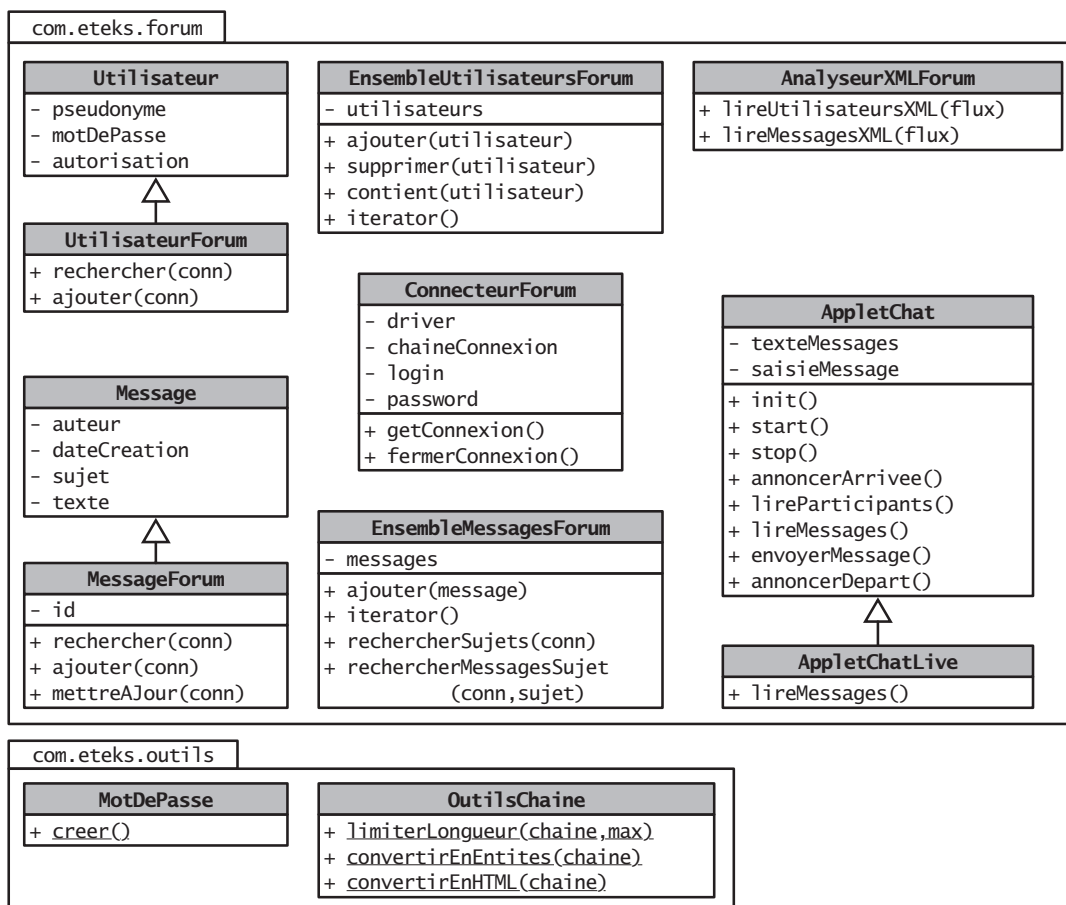 com.eteks.forum
Utilisateur
- pseudonyme
- motDePasse
- autorisation
UtilisateurForum
+ rechercher(conn)
+ ajouter(conn)
Message
- auteur
- dateCreation
- sujet
- texte
MessageForum
- id
+ rechercher(conn)
+ ajouter(conn)
+ mettreAJour(conn)
EnsembleUtilisateursForum
- utilisateurs
+ ajouter(utilisateur)
+ supprimer(utilisateur)
+ contient(utilisateur)
+ iterator()
ConnecteurForum
- driver
- chaineConnexion
- login
- password
+ getConnexion()
+ fermerConnexion()
EnsembleMessagesForum
- messages
+ ajouter(message)
+ iterator()
+ rechercherSujets(conn)
+ rechercherMessagesSujet
(conn,sujet)
AnalyseurXMLForum
+ lireUtilisateursXML(flux)
+ lireMessagesXML(flux)
AppletChat
- texteMessages
- saisieMessage
+ init()
+ start()
+ stop()
+ annoncerArrivee()
+ lireParticipants()
+ lireMessages()
+ envoyerMessage()
+ annoncerDepart()
AppletChatLive
+ lireMessages()
com.eteks.outils
MotDePasse
+ creer()
OutilsChaine
+ limiterLongueur(chaine,max)
+ convertirEnEntites(chaine)
+ convertirEnHTML(chaine)